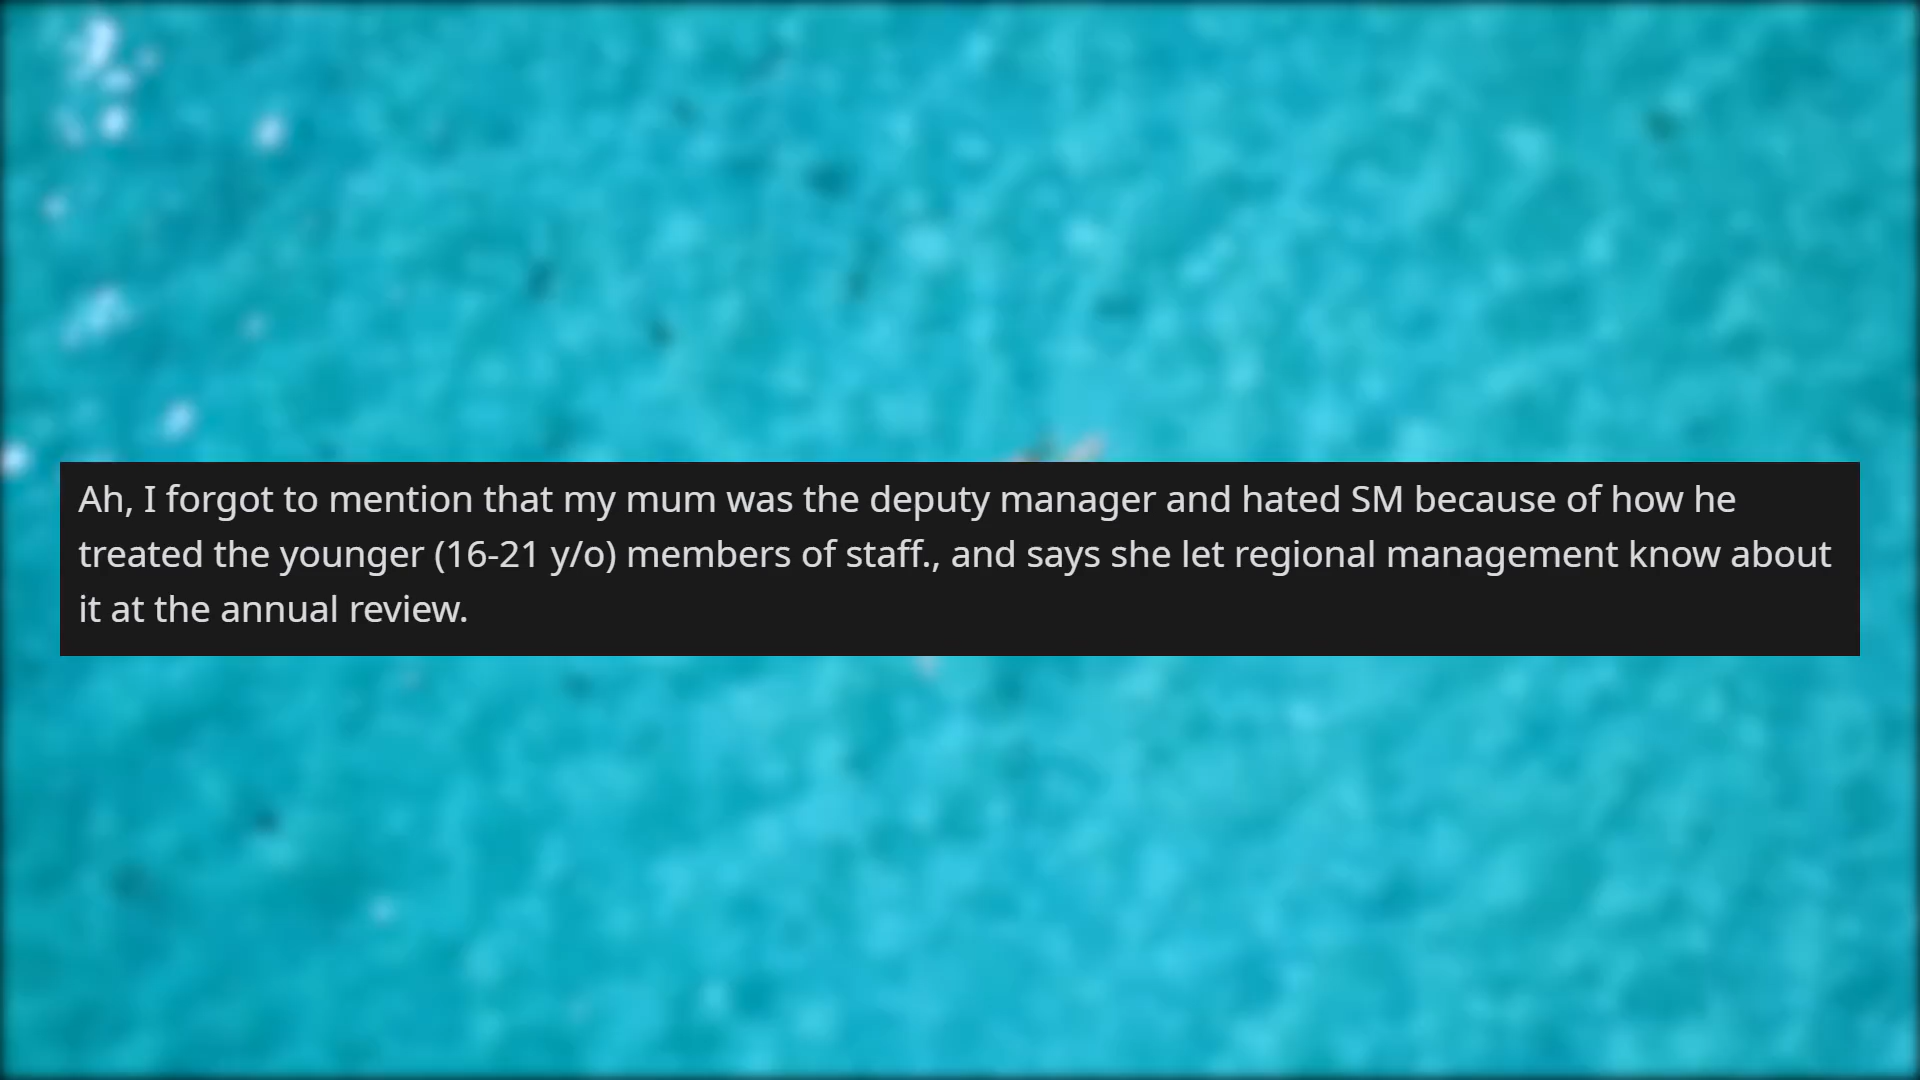 Ah, I forgot to mention that my mum was the deputy manager and hated SM because of how he
treated the younger (16-21 y/o) members of staff., and says she let regional management know about
it at the annual review.